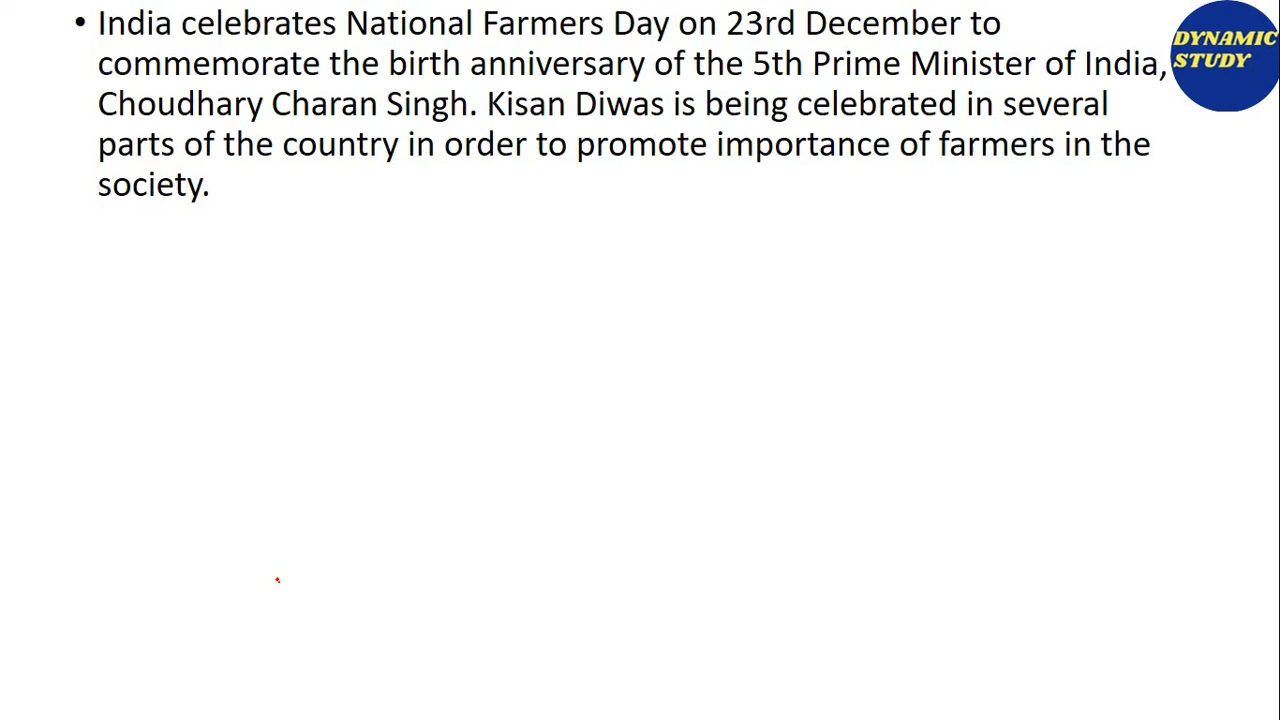 • India celebrates National Farmers Day on 23rd December to
commemorate the birth anniversary of the 5th Prime Minister of India,
Choudhary Charan Singh. Kisan Diwas is being celebrated in several
parts of the country in order to promote importance of farmers in the
society.
DYNAMIC
STUDY